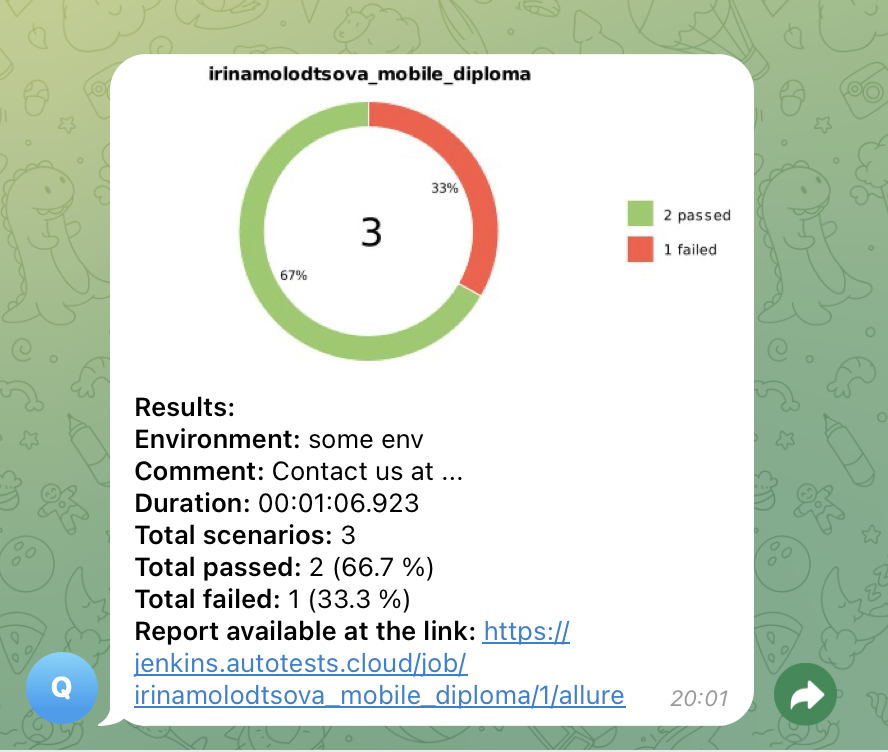 irinamolodtsova_mobile_diploma
33%
3
67%
2 passed
1 failed
Results:
Environment: some env
Comment: Contact us at ...
Duration: 00:01:06.923
Total scenarios: 3
Total passed: 2 (66.7 %)
Total failed: 1 (33.3 %)
Report available at the link: https://
jenkins.autotests.cloud/job/
irinamolodtsova_mobile_diploma/1/allure
20:01
Q